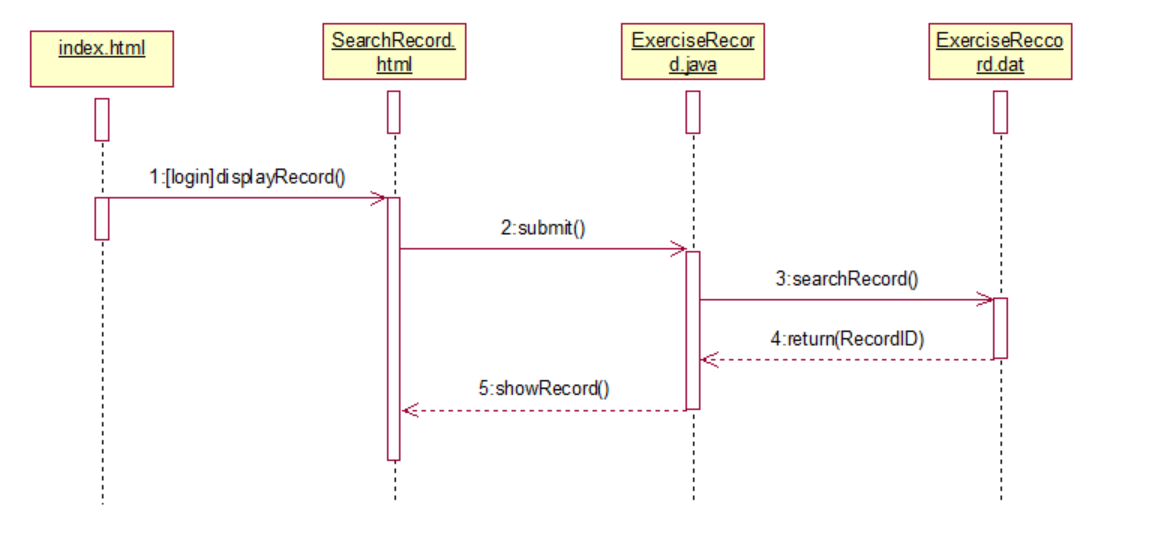 index.html
SearchRecord.
html
ExerciseRecor
d.java
ExerciseRecco
rd.dat
1:[login]displayRecord()
2:submit()
3:searchRecord()
4:return(RecordID)
5:showRecord()